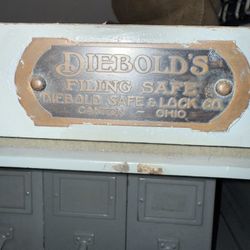 DIEBOLD'S
FILING SAFE
DIEBOLD SAFE & LOCK CO.
CANTON - OHIO